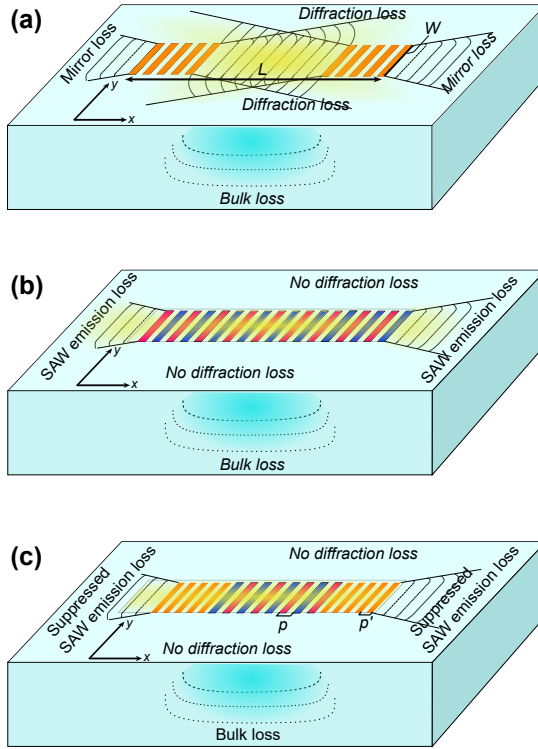 (a)
Diffraction loss
W
Mirror loss
Mirror loss
L
y
x
Diffraction loss
Bulk loss
(b)
No diffraction loss
SAW emission loss
SAW emission loss
y
x
No diffraction loss
Bulk loss
(c)
No diffraction loss
Suppressed
SAW emission loss
Suppressed
SAW emission loss
p
p'
y
x
No diffraction loss
Bulk loss